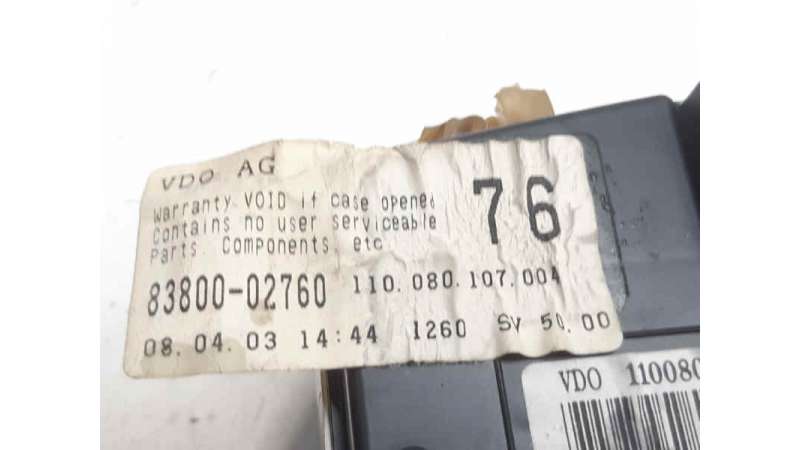 VDO AG
Warranty VOID if case opened
Contains no user serviceable
Parts Components etc
76
83800-02760 110.080.107.004
08.04.03 14:44 1260 SV 50.00
VDO 110080